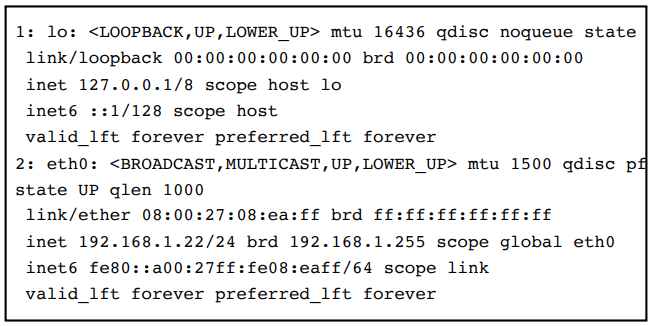 1: lo: <LOOPBACK,UP,LOWER_UP> mtu 16436 qdisc noqueue state
link/loopback 00:00:00:00:00:00 brd 00:00:00:00:00:00
inet 127.0.0.1/8 scope host lo
inet6 ::1/128 scope host
valid_lft forever preferred_lft forever
2: eth0: <BROADCAST,MULTICAST,UP,LOWER_UP> mtu 1500 qdisc pf
state UP qlen 1000
link/ether 08:00:27:08:ea:ff brd ff:ff:ff:ff:ff:ff
inet 192.168.1.22/24 brd 192.168.1.255 scope global eth0
inet6 fe80::a00:27ff:fe08:eaff/64 scope link
valid_lft forever preferred_lft forever